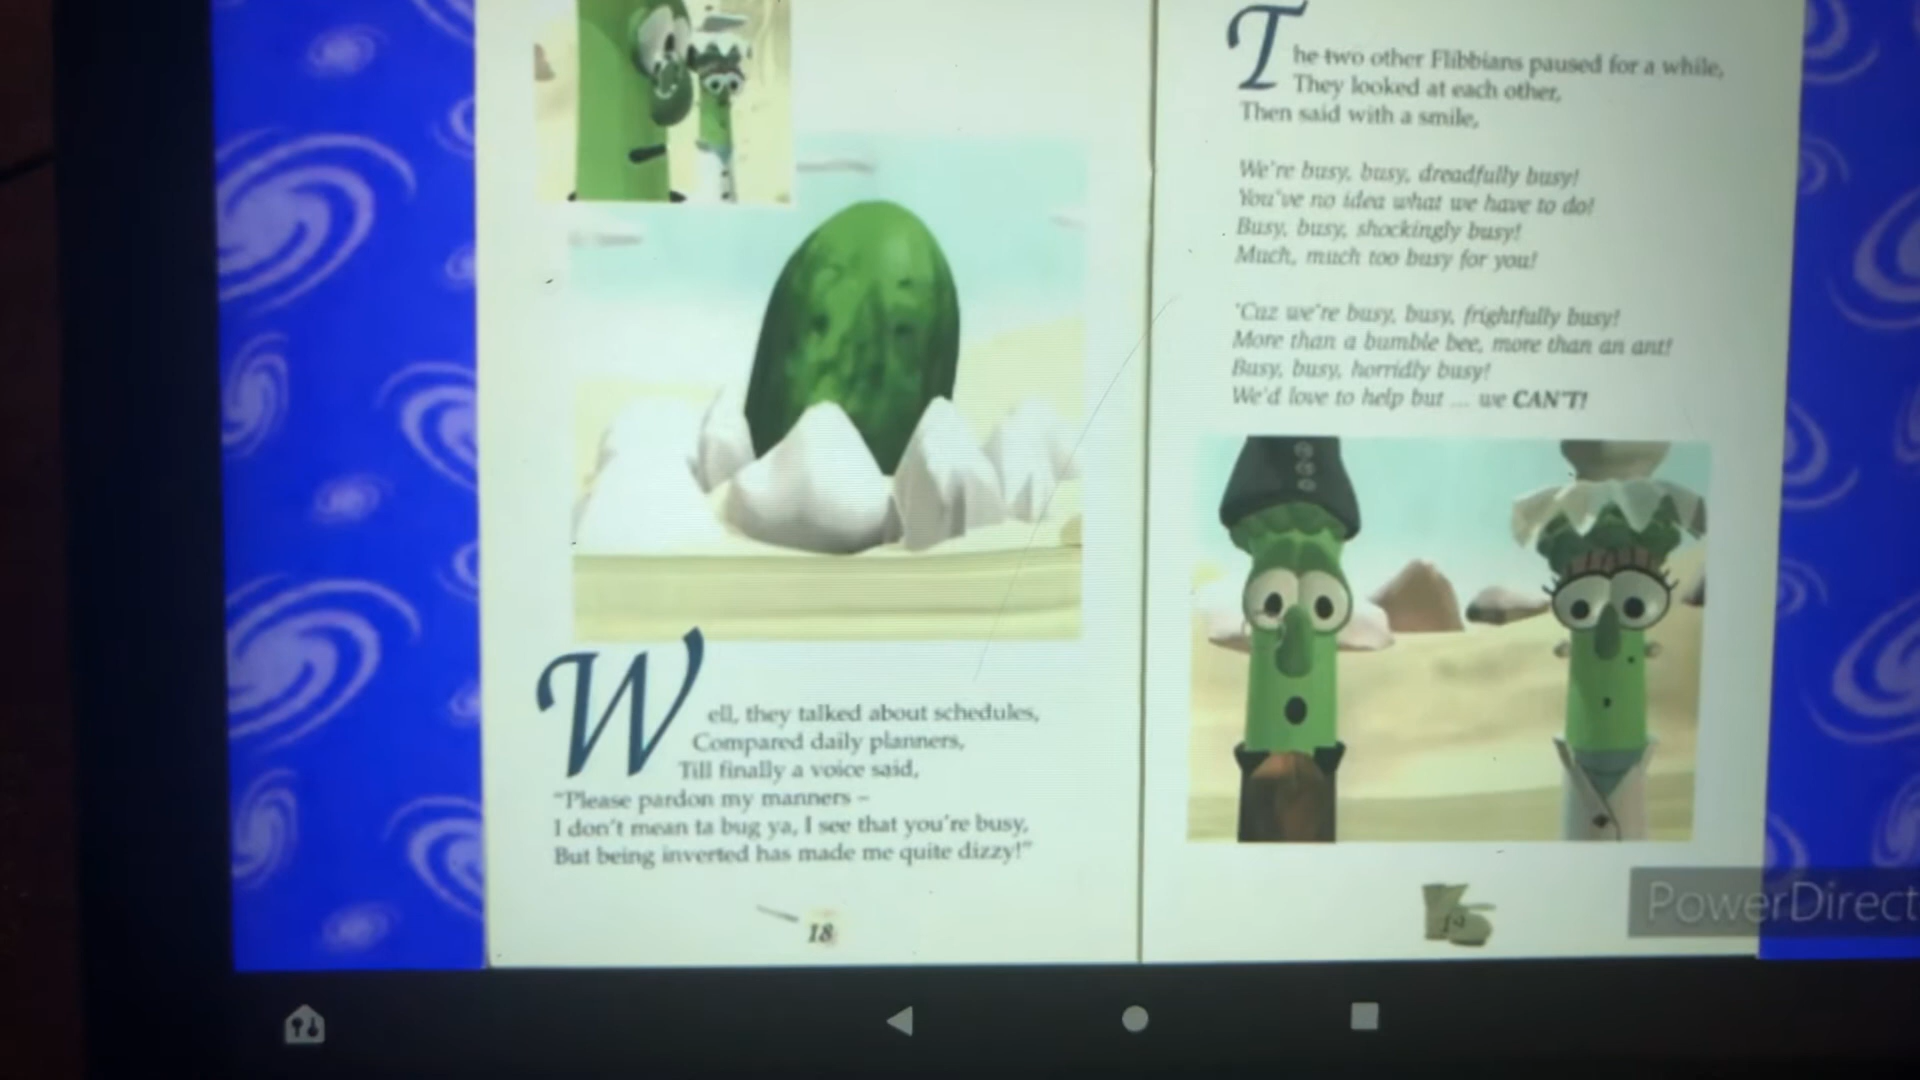 Well, they talked about schedules,
Compared daily planners,
Till finally a voice said,
"Please pardon my manners –
I don't mean ta bug ya, I see that you're busy,
But being inverted has made me quite dizzy!"
18
The two other Flibbians paused for a while,
They looked at each other,
Then said with a smile,
We're busy, busy, dreadfully busy!
You've no idea what we have to do!
Busy, busy, shockingly busy!
Much, much too busy for you!
'Cuz we're busy, busy, frightfully busy!
More than a bumble bee, more than an ant!
Busy, busy, horridly busy!
We'd love to help but ... we CAN'T!
19
PowerDirect